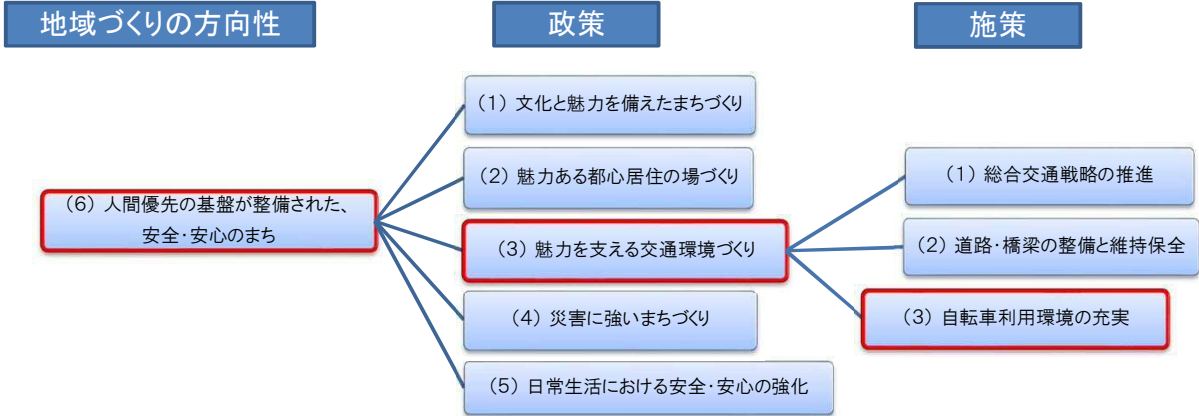 地域づくりの方向性
政策
施策
(6) 人間優先の基盤が整備された、
安全・安心のまち
(1) 文化と魅力を備えたまちづくり
(2) 魅力ある都心居住の場づくり
(3) 魅力を支える交通環境づくり
(4) 災害に強いまちづくり
(5) 日常生活における安全・安心の強化
(1) 総合交通戦略の推進
(2) 道路・橋梁の整備と維持保全
(3) 自転車利用環境の充実